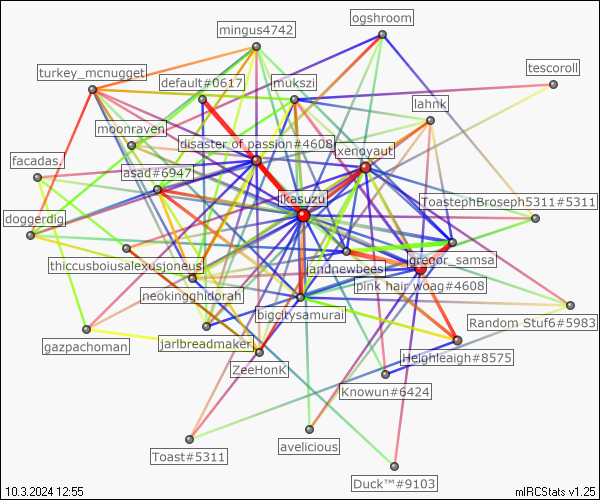 ogshroom
mingus4742
tescoroll
turkey_mcnugget
default#0617
mukszi
lahnk
moonraven
disaster of passion#4608
xenoyaut
facadas,
asad#6947
ikasuzu
ToastephBroseph5311#5311
doggerdig
thiccusboiusalexusjoneus
landnewbees
gregor_samsa
neokingghidorah
pink hair woag#4608
bigcitysamurai
Random Stuf6#5983
gazpachoman
jarlbreadmaker
Heighleigh#8575
ZeeHonK
Knowun#6424
avelicious
Toast#5311
Duck™#9103
10.3.2024 12:55
mIRCStats v1.25